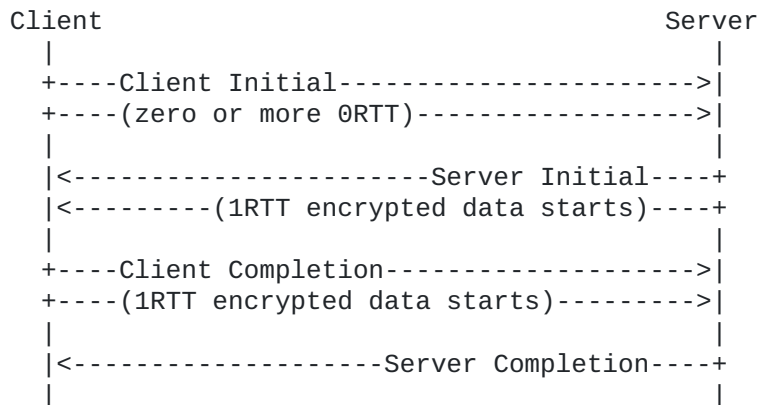 Client                                    Server
  |                                          |
  +----Client Initial----------------------->|
  +----(zero or more 0RTT)------------------>|
  |                                          |
  |<-----------------------Server Initial----+
  |<---------(1RTT encrypted data starts)----+
  |                                          |
  +----Client Completion-------------------->|
  +----(1RTT encrypted data starts)--------->|
  |                                          |
  |<--------------------Server Completion----+
  |                                          |